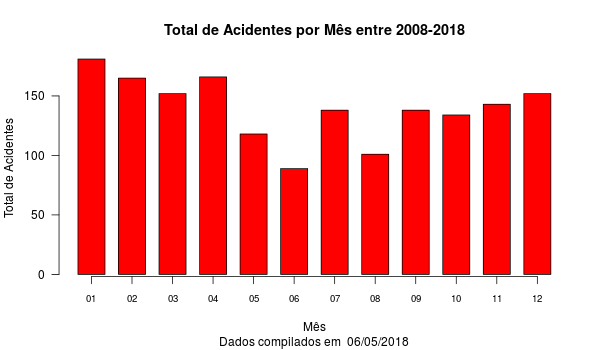 Total de Acidentes por Mês entre 2008-2018
Total de Acidentes
150
100
50
0
01 02 03 04 05 06 07 08 09 10 11 12
Mês
Dados compilados em 06/05/2018